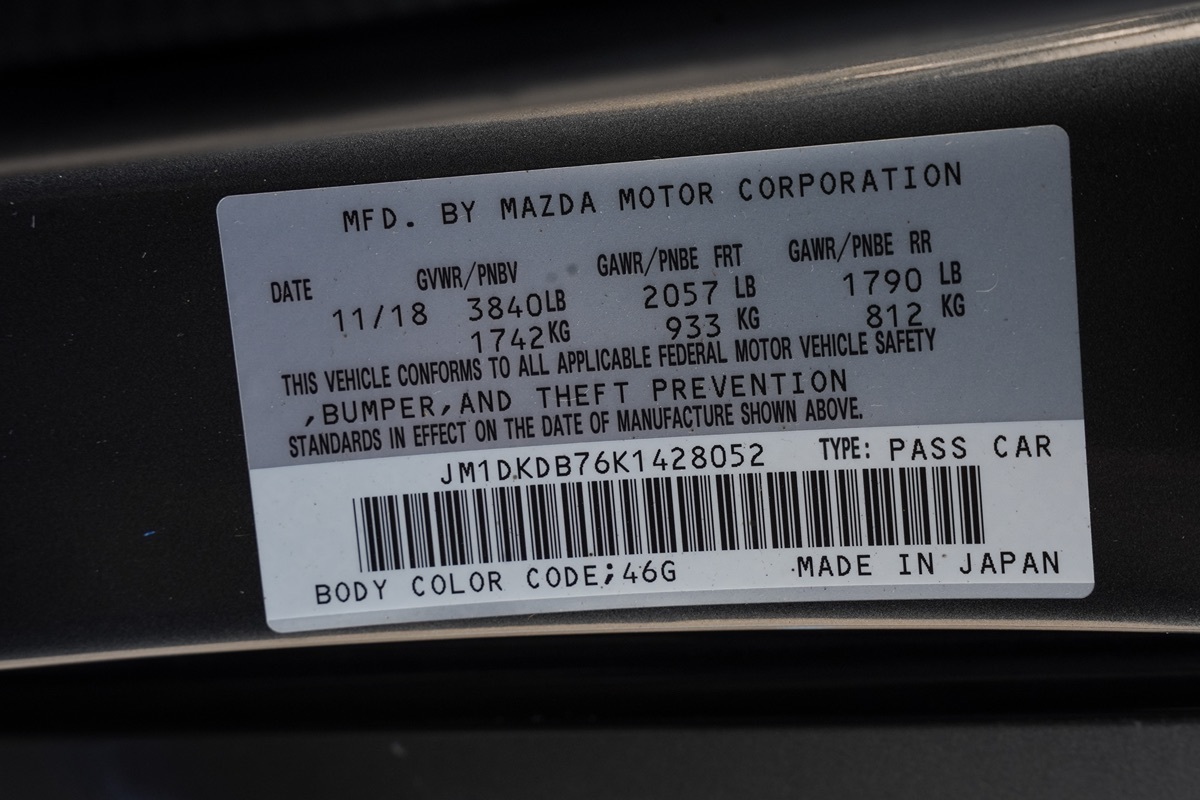 MFD. BY MAZDA MOTOR CORPORATION
DATE GVWR/PNBV GAWR/PNBE FRT GAWR/PNBE RR
11/18 3840LB 2057 LB 1790 LB
1742KG 933 KG 812 KG
THIS VEHICLE CONFORMS TO ALL APPLICABLE FEDERAL MOTOR VEHICLE SAFETY
,BUMPER,AND THEFT PREVENTION
STANDARDS IN EFFECT ON THE DATE OF MANUFACTURE SHOWN ABOVE.
JM1DKDB76K1428052 TYPE: PASS CAR
BODY COLOR CODE;46G MADE IN JAPAN